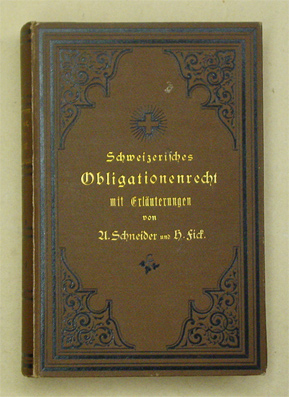 Schweizerisches
Obligationenrecht
mit Erläuterungen
von
A. Schneider und H. Fick.